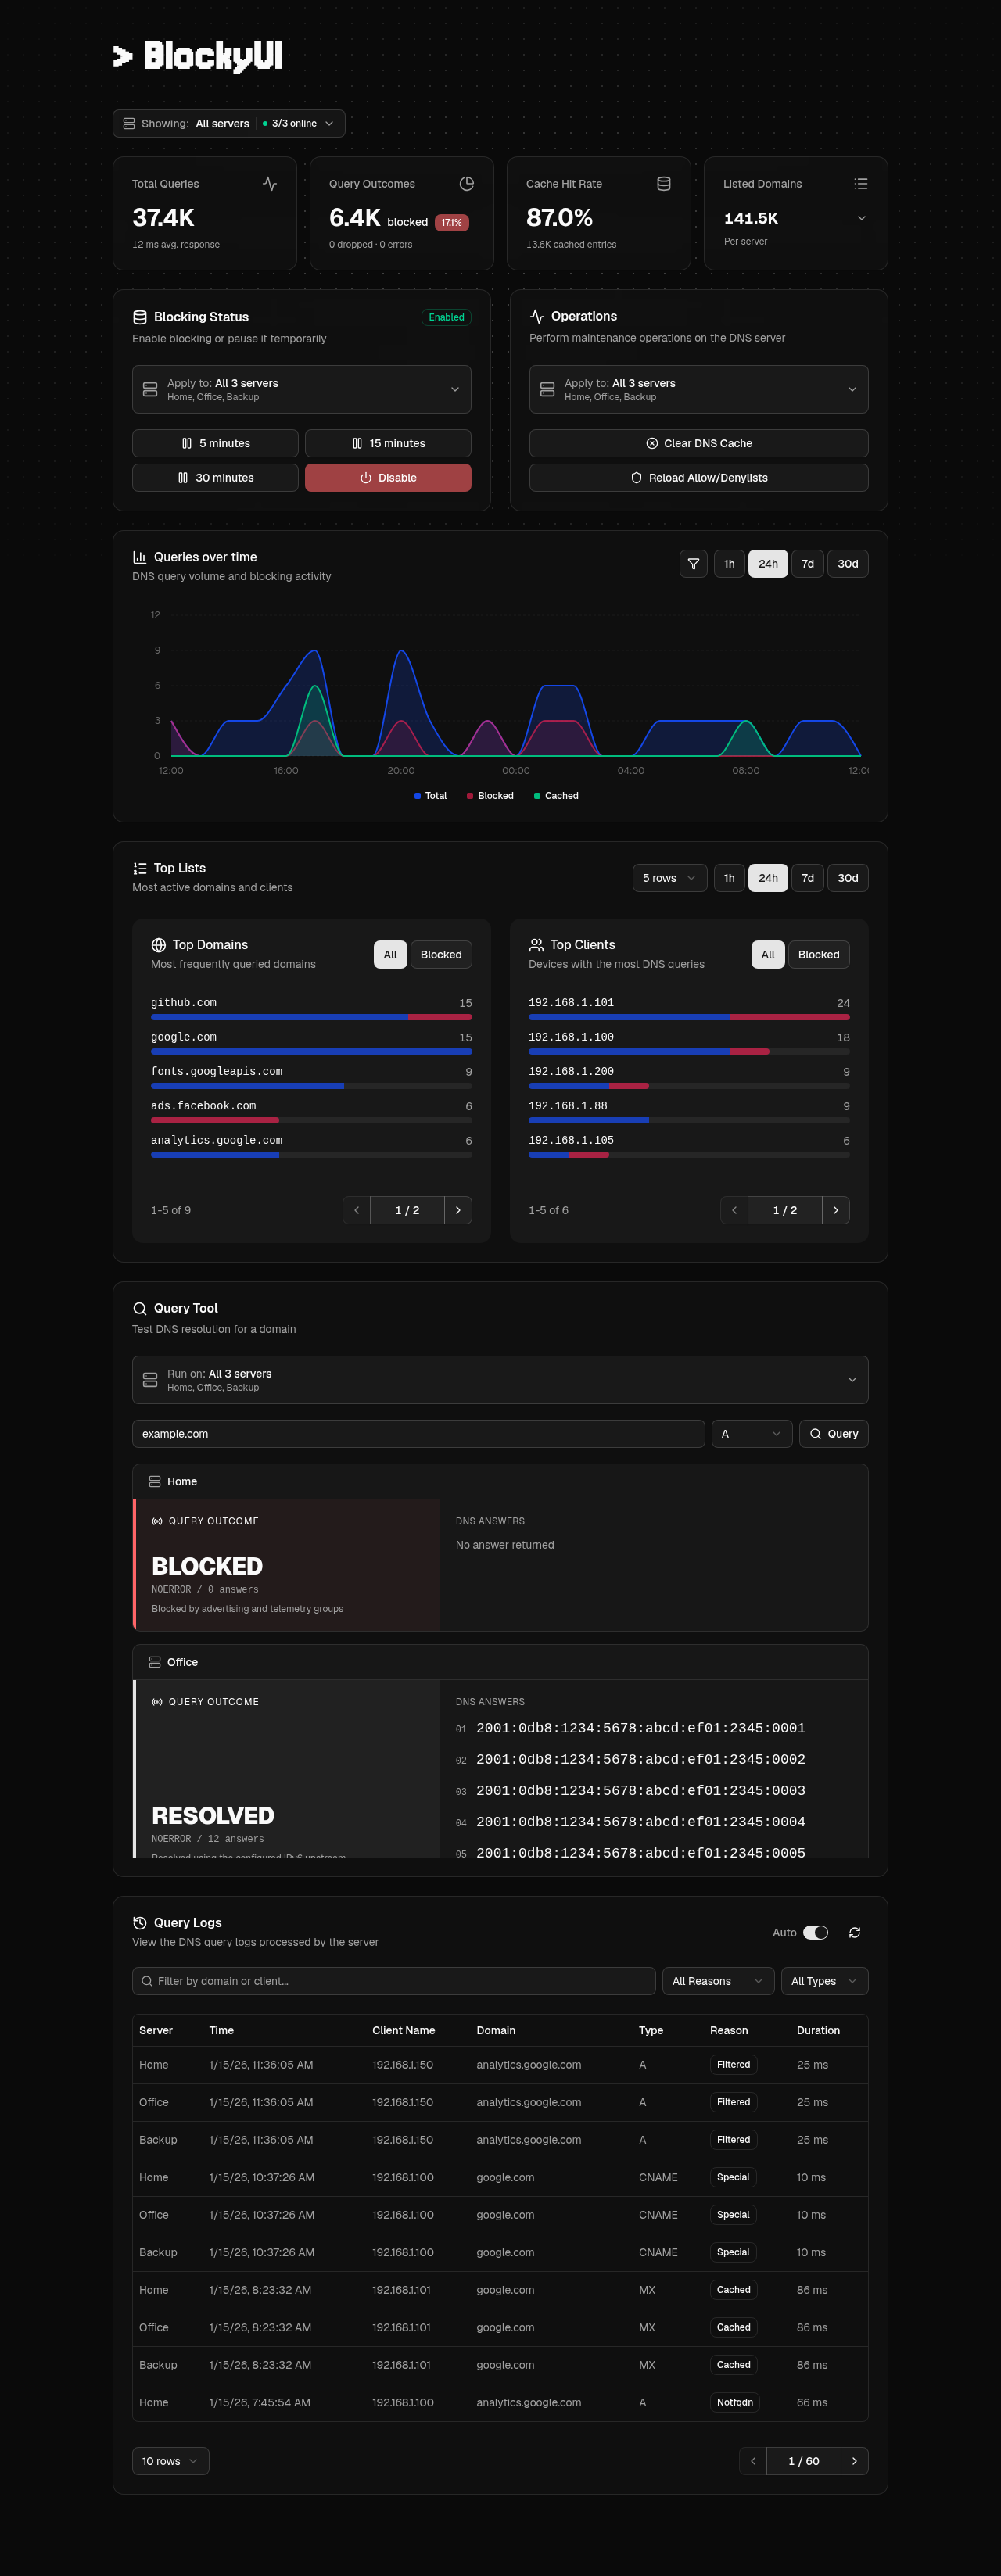 > BlockyUI
Showing: All servers 3/3 online
Total Queries
37.4K
12 ms avg. response
Query Outcomes
6.4K blocked 17.1%
0 dropped · 0 errors
Cache Hit Rate
87.0%
13.6K cached entries
Listed Domains
141.5K
Per server
Blocking Status Enabled
Enable blocking or pause it temporarily
Apply to: All 3 servers
Home, Office, Backup
5 minutes 15 minutes
30 minutes Disable
Operations
Perform maintenance operations on the DNS server
Apply to: All 3 servers
Home, Office, Backup
Clear DNS Cache
Reload Allow/Denylists
Queries over time
DNS query volume and blocking activity
1h 24h 7d 30d
12
9
6
3
0
12:00 16:00 20:00 00:00 04:00 08:00 12:00
Total Blocked Cached
Top Lists
Most active domains and clients
5 rows 1h 24h 7d 30d
Top Domains
Most frequently queried domains
All Blocked
github.com 15
google.com 15
fonts.googleapis.com 9
ads.facebook.com 6
analytics.google.com 6
1-5 of 9 1 / 2
Top Clients
Devices with the most DNS queries
All Blocked
192.168.1.101 24
192.168.1.100 18
192.168.1.200 9
192.168.1.88 9
192.168.1.105 6
1-5 of 6 1 / 2
Query Tool
Test DNS resolution for a domain
Run on: All 3 servers
Home, Office, Backup
example.com A Query
Home
QUERY OUTCOME
BLOCKED
NOERROR / 0 answers
Blocked by advertising and telemetry groups
DNS ANSWERS
No answer returned
Office
QUERY OUTCOME
RESOLVED
NOERROR / 12 answers
Resolved using the configured IPv6 upstream
DNS ANSWERS
01 2001:0db8:1234:5678:abcd:ef01:2345:0001
02 2001:0db8:1234:5678:abcd:ef01:2345:0002
03 2001:0db8:1234:5678:abcd:ef01:2345:0003
04 2001:0db8:1234:5678:abcd:ef01:2345:0004
05 2001:0db8:1234:5678:abcd:ef01:2345:0005
Query Logs
View the DNS query logs processed by the server
Auto
Filter by domain or client... All Reasons All Types
Server Time Client Name Domain Type Reason Duration
Home 1/15/26, 11:36:05 AM 192.168.1.150 analytics.google.com A Filtered 25 ms
Office 1/15/26, 11:36:05 AM 192.168.1.150 analytics.google.com A Filtered 25 ms
Backup 1/15/26, 11:36:05 AM 192.168.1.150 analytics.google.com A Filtered 25 ms
Home 1/15/26, 10:37:26 AM 192.168.1.100 google.com CNAME Special 10 ms
Office 1/15/26, 10:37:26 AM 192.168.1.100 google.com CNAME Special 10 ms
Backup 1/15/26, 10:37:26 AM 192.168.1.100 google.com CNAME Special 10 ms
Home 1/15/26, 8:23:32 AM 192.168.1.101 google.com MX Cached 86 ms
Office 1/15/26, 8:23:32 AM 192.168.1.101 google.com MX Cached 86 ms
Backup 1/15/26, 8:23:32 AM 192.168.1.101 google.com MX Cached 86 ms
Home 1/15/26, 7:45:54 AM 192.168.1.100 analytics.google.com A Notfqdn 66 ms
10 rows 1 / 60